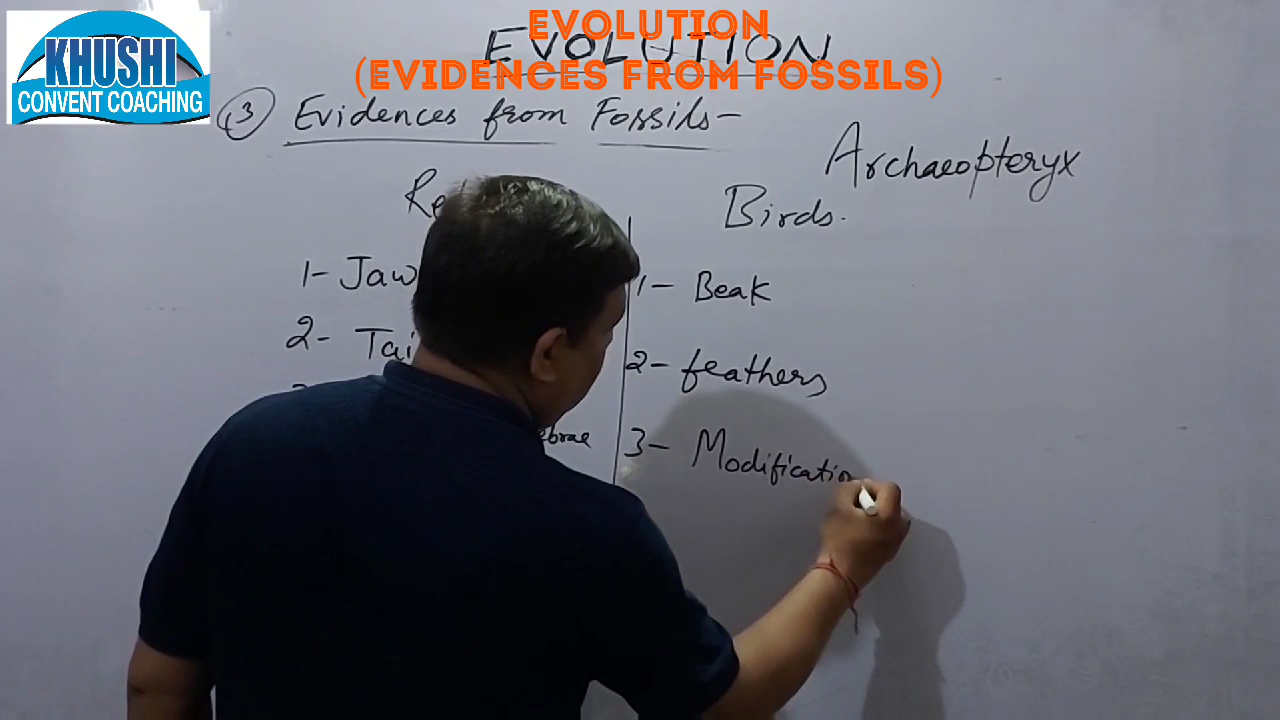 KHUSHI
CONVENT COACHING
EVOLUTION
(EVIDENCES FROM FOSSILS)
EVOLUTION
3 Evidences from Fossils-
Archaeopteryx
Birds.
1- Jaw
1- Beak
2-
2- feathers
3- Modification